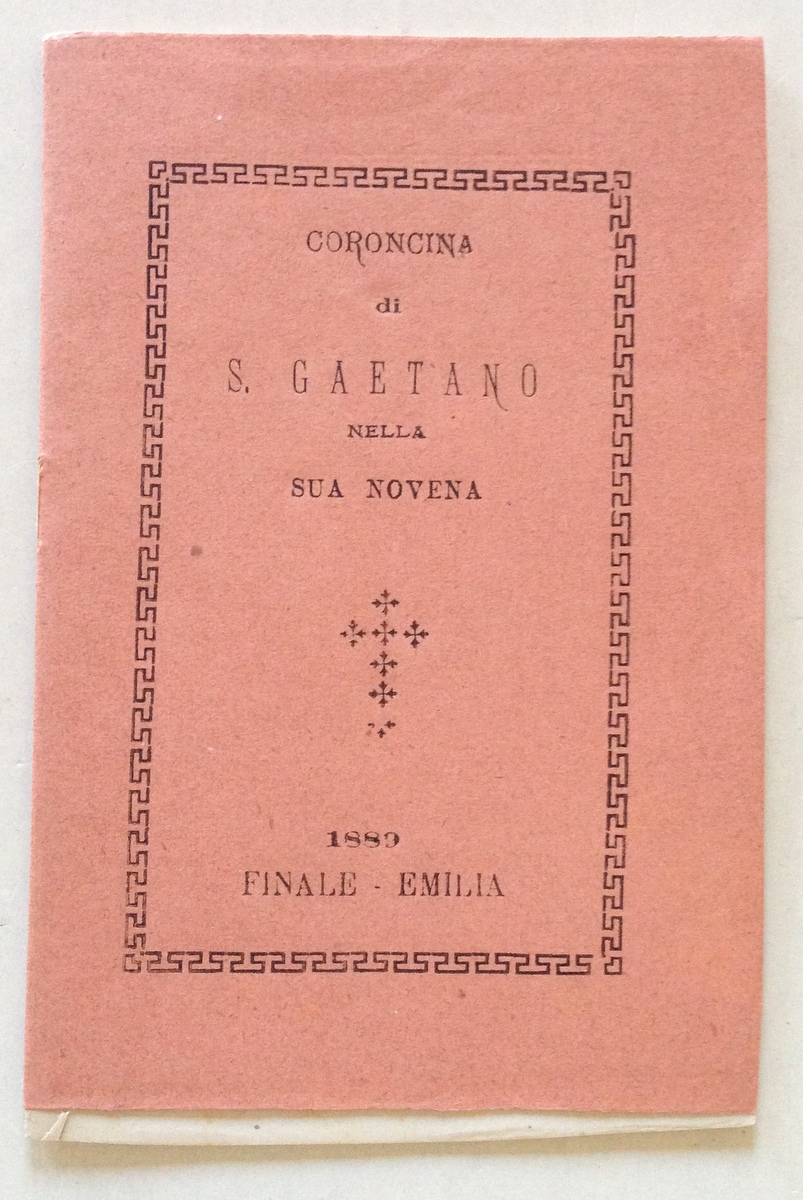 CORONCINA
di
S. GAETANO
NELLA
SUA NOVENA
1889
FINALE - EMILIA